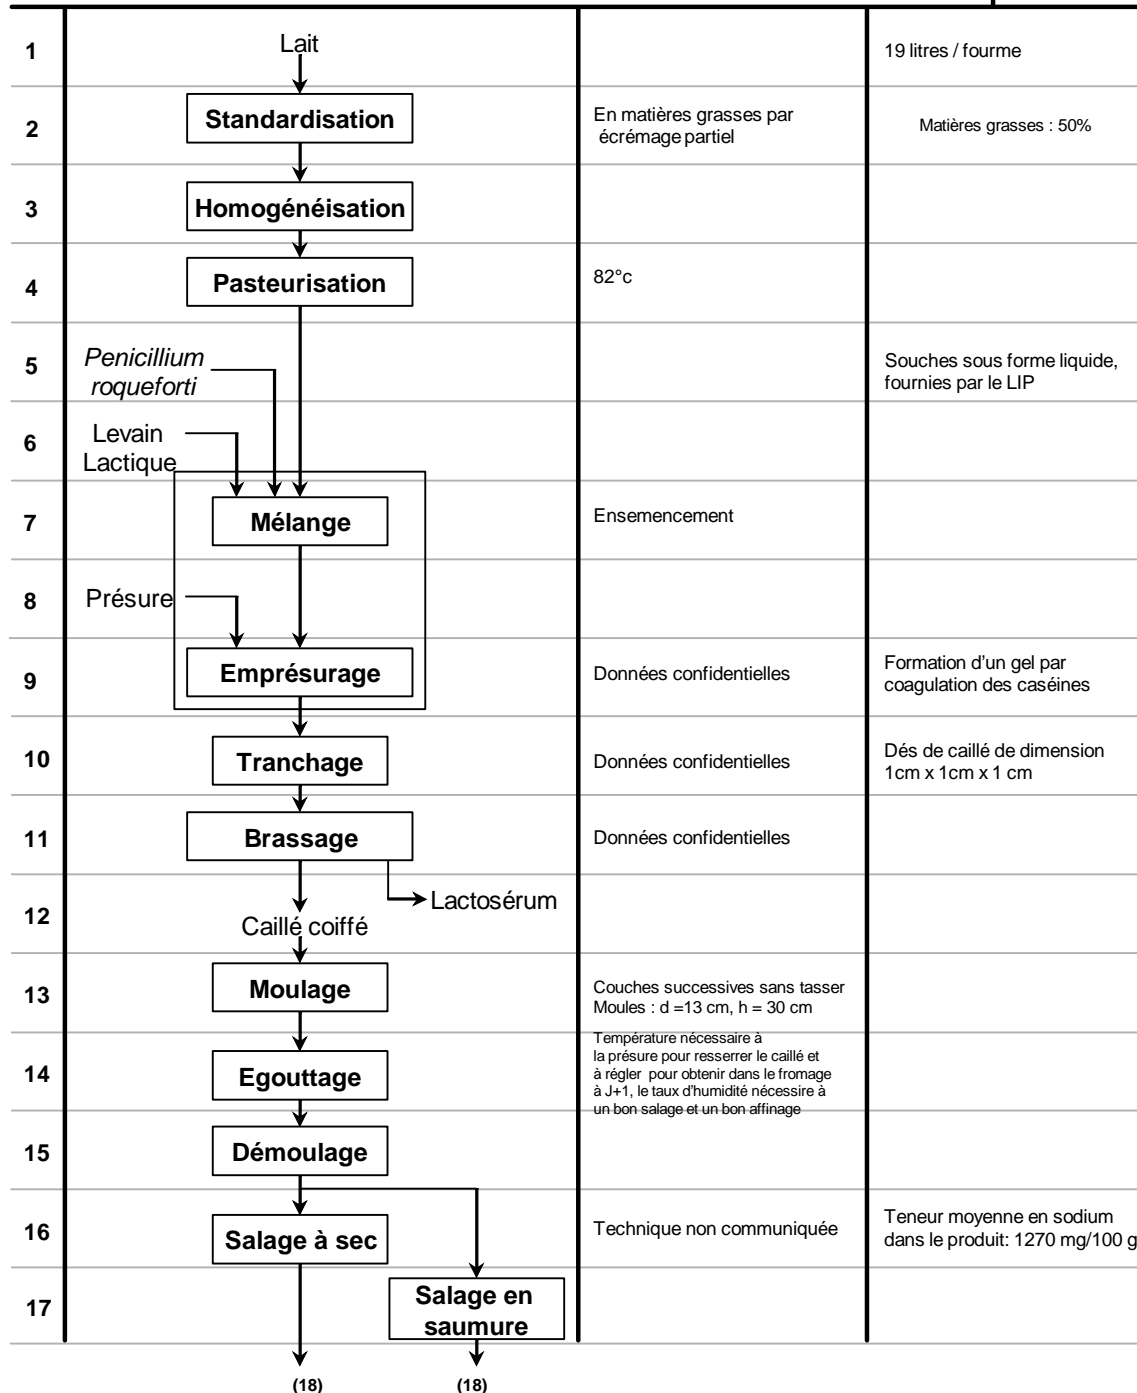 1
Lait
19 litres / fourme
2
Standardisation
En matières grasses par
écrémage partiel
Matières grasses : 50%
3
Homogénéisation
4
Pasteurisation
82°c
5
Penicillium
roqueforti
Souches sous forme liquide,
fournies par le LIP
6
Levain
Lactique
7
Mélange
Ensemencement
8
Présure
9
Emprésurage
Données confidentielles
Formation d'un gel par
coagulation des caséines
10
Tranchage
Données confidentielles
Dés de caillé de dimension
1cm x 1cm x 1 cm
11
Brassage
Données confidentielles
12
Lactosérum
Caillé coiffé
13
Moulage
Couches successives sans tasser
Moules : d =13 cm, h = 30 cm
14
Egouttage
Température nécessaire à
la présure pour resserrer le caillé et
à régler pour obtenir dans le fromage
à J+1, le taux d'humidité nécessire à
un bon salage et un bon affinage
15
Démoulage
16
Salage à sec
Technique non communiquée
Teneur moyenne en sodium
dans le produit: 1270 mg/100 g
17
Salage en
saumure
(18)
(18)